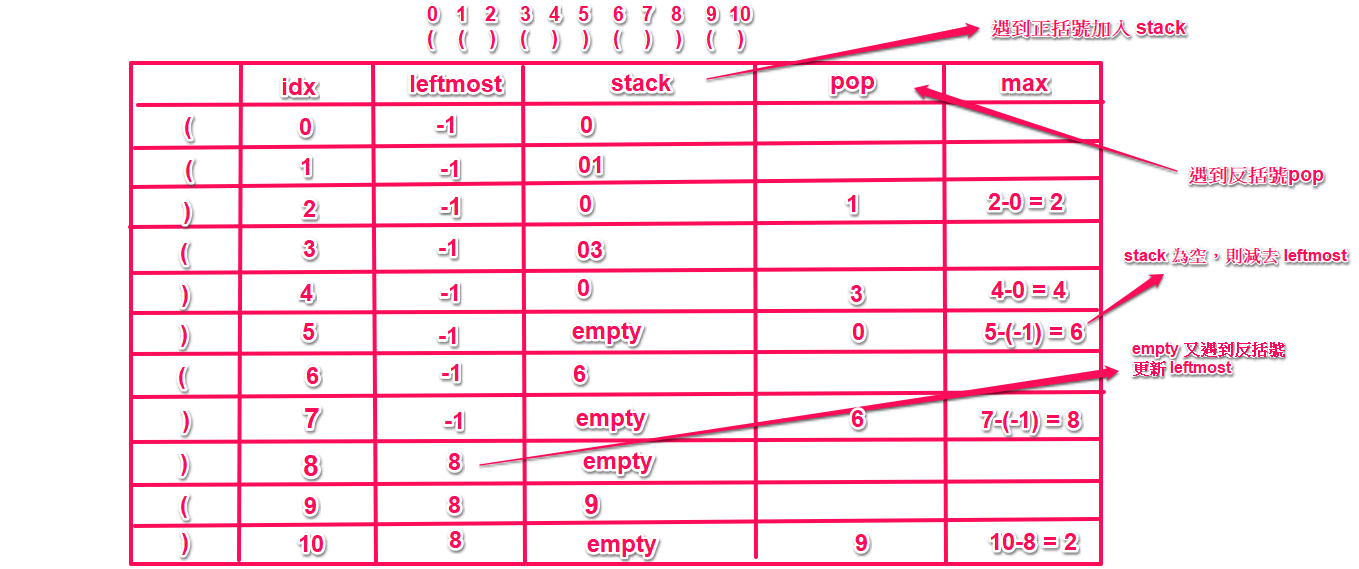 0 1 2 3 4 5 6 7 8 9 10
( ( ) ( ) ) ( ) ) ( )
遇到正括號加入 stack
idx leftmost stack pop max
( 0 -1 0
( 1 -1 01
遇到反括號pop
) 2 -1 0 1 2-0 = 2
( 3 -1 03
stack 為空，則減去 leftmost
) 4 -1 0 3 4-0 = 4
) 5 -1 empty 0 5-(-1) = 6
empty 又遇到反括號
更新 leftmost
( 6 -1 6
) 7 -1 empty 6 7-(-1) = 8
) 8 8 empty
( 9 8 9
) 10 8 empty 9 10-8 = 2